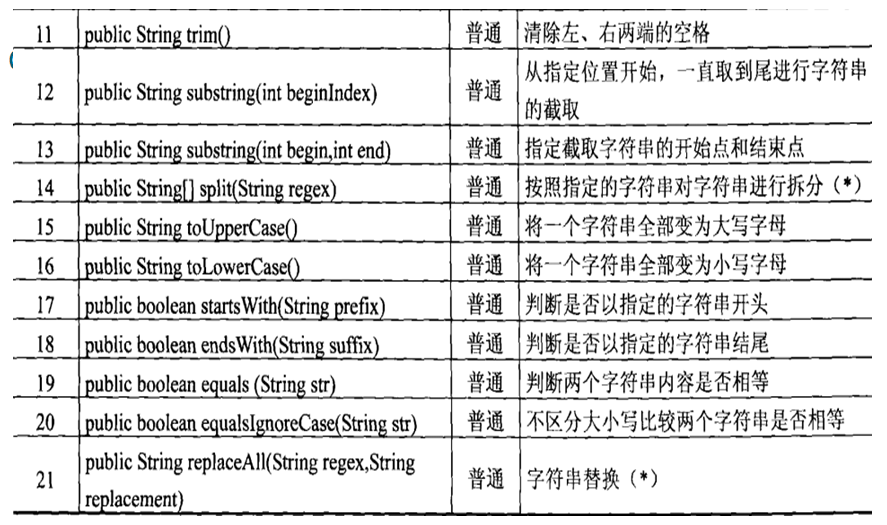 11 public String trim() 普通 清除左、右两端的空格
12 public String substring(int beginIndex) 普通 从指定位置开始，一直取到尾进行字符串
的截取
13 public String substring(int begin,int end) 普通 指定截取字符串的开始点和结束点
14 public String[] split(String regex) 普通 按照指定的字符串对字符串进行拆分（*）
15 public String toUpperCase() 普通 将一个字符串全部变为大写字母
16 public String toLowerCase() 普通 将一个字符串全部变为小写字母
17 public boolean startsWith(String prefix) 普通 判断是否以指定的字符串开头
18 public boolean endsWith(String suffix) 普通 判断是否以指定的字符串结尾
19 public boolean equals (String str) 普通 判断两个字符串内容是否相等
20 public boolean equalsIgnoreCase(String str) 普通 不区分大小写比较两个字符串是否相等
21 public String replaceAll(String regex,String
replacement) 普通 字符串替换（*）